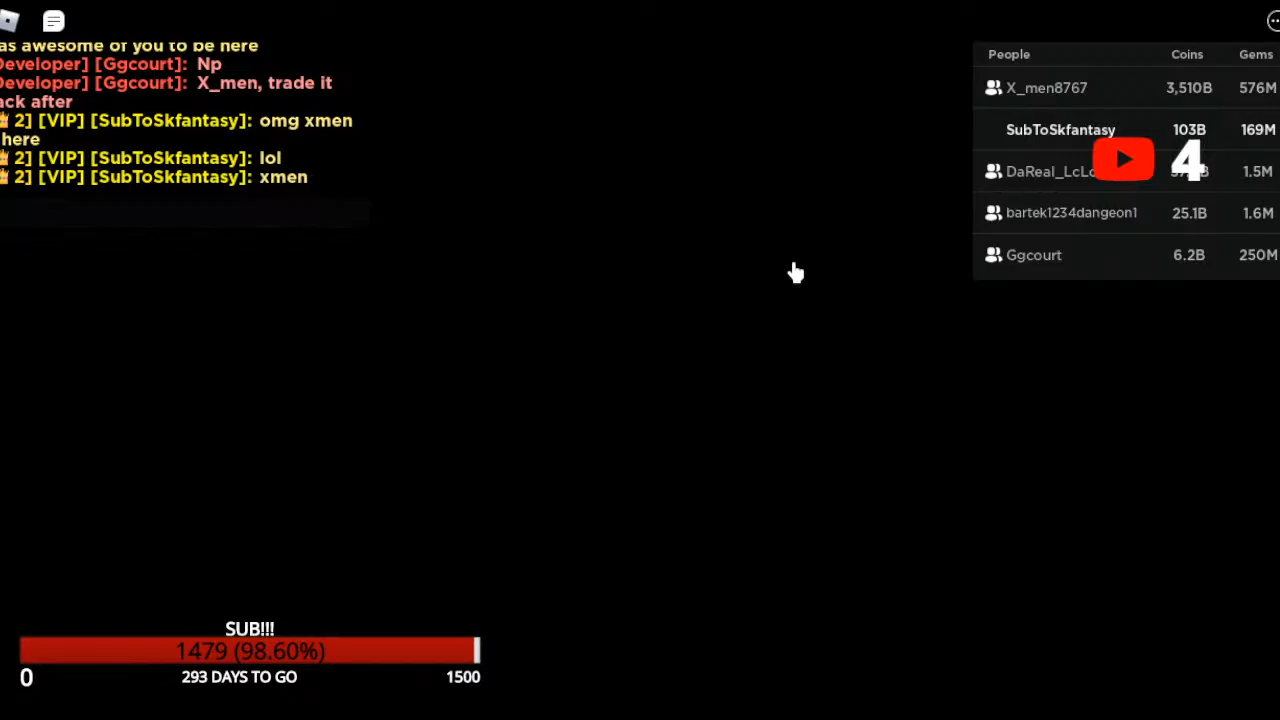 as awesome of you to be here
Developer] [Ggcourt]: Np
Developer] [Ggcourt]: X_men, trade it
ack after
2] [VIP] [SubToSkfantasy]: omg xmen
here
2] [VIP] [SubToSkfantasy]: lol
2] [VIP] [SubToSkfantasy]: xmen
People Coins Gems
X_men8767 3,510B 576M
SubToSkfantasy 103B 169M
4
DaReal_LcL 1.5M
bartek1234dangeon1 25.1B 1.6M
Ggcourt 6.2B 250M
SUB!!!
1479 (98.60%)
0 293 DAYS TO GO 1500